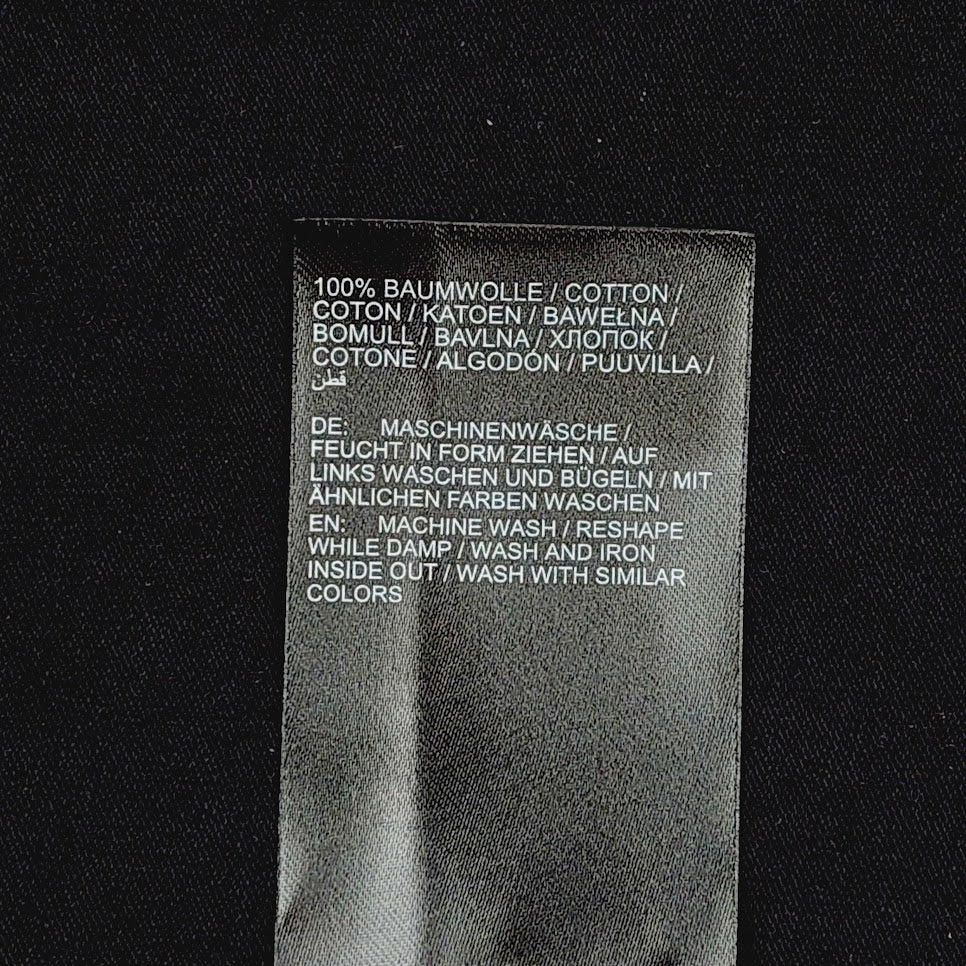 100% BAUMWOLLE / COTTON /
COTON / KATOEN / BAWEŁNA /
BOMULL / BAVLNA / ХЛОПОК /
COTONE / ALGODÓN / PUUVILLA /
قطن
DE: MASCHINENWÄSCHE /
FEUCHT IN FORM ZIEHEN / AUF
LINKS WASCHEN UND BÜGELN / MIT
ÄHNLICHEN FARBEN WASCHEN
EN: MACHINE WASH / RESHAPE
WHILE DAMP / WASH AND IRON
INSIDE OUT / WASH WITH SIMILAR
COLORS